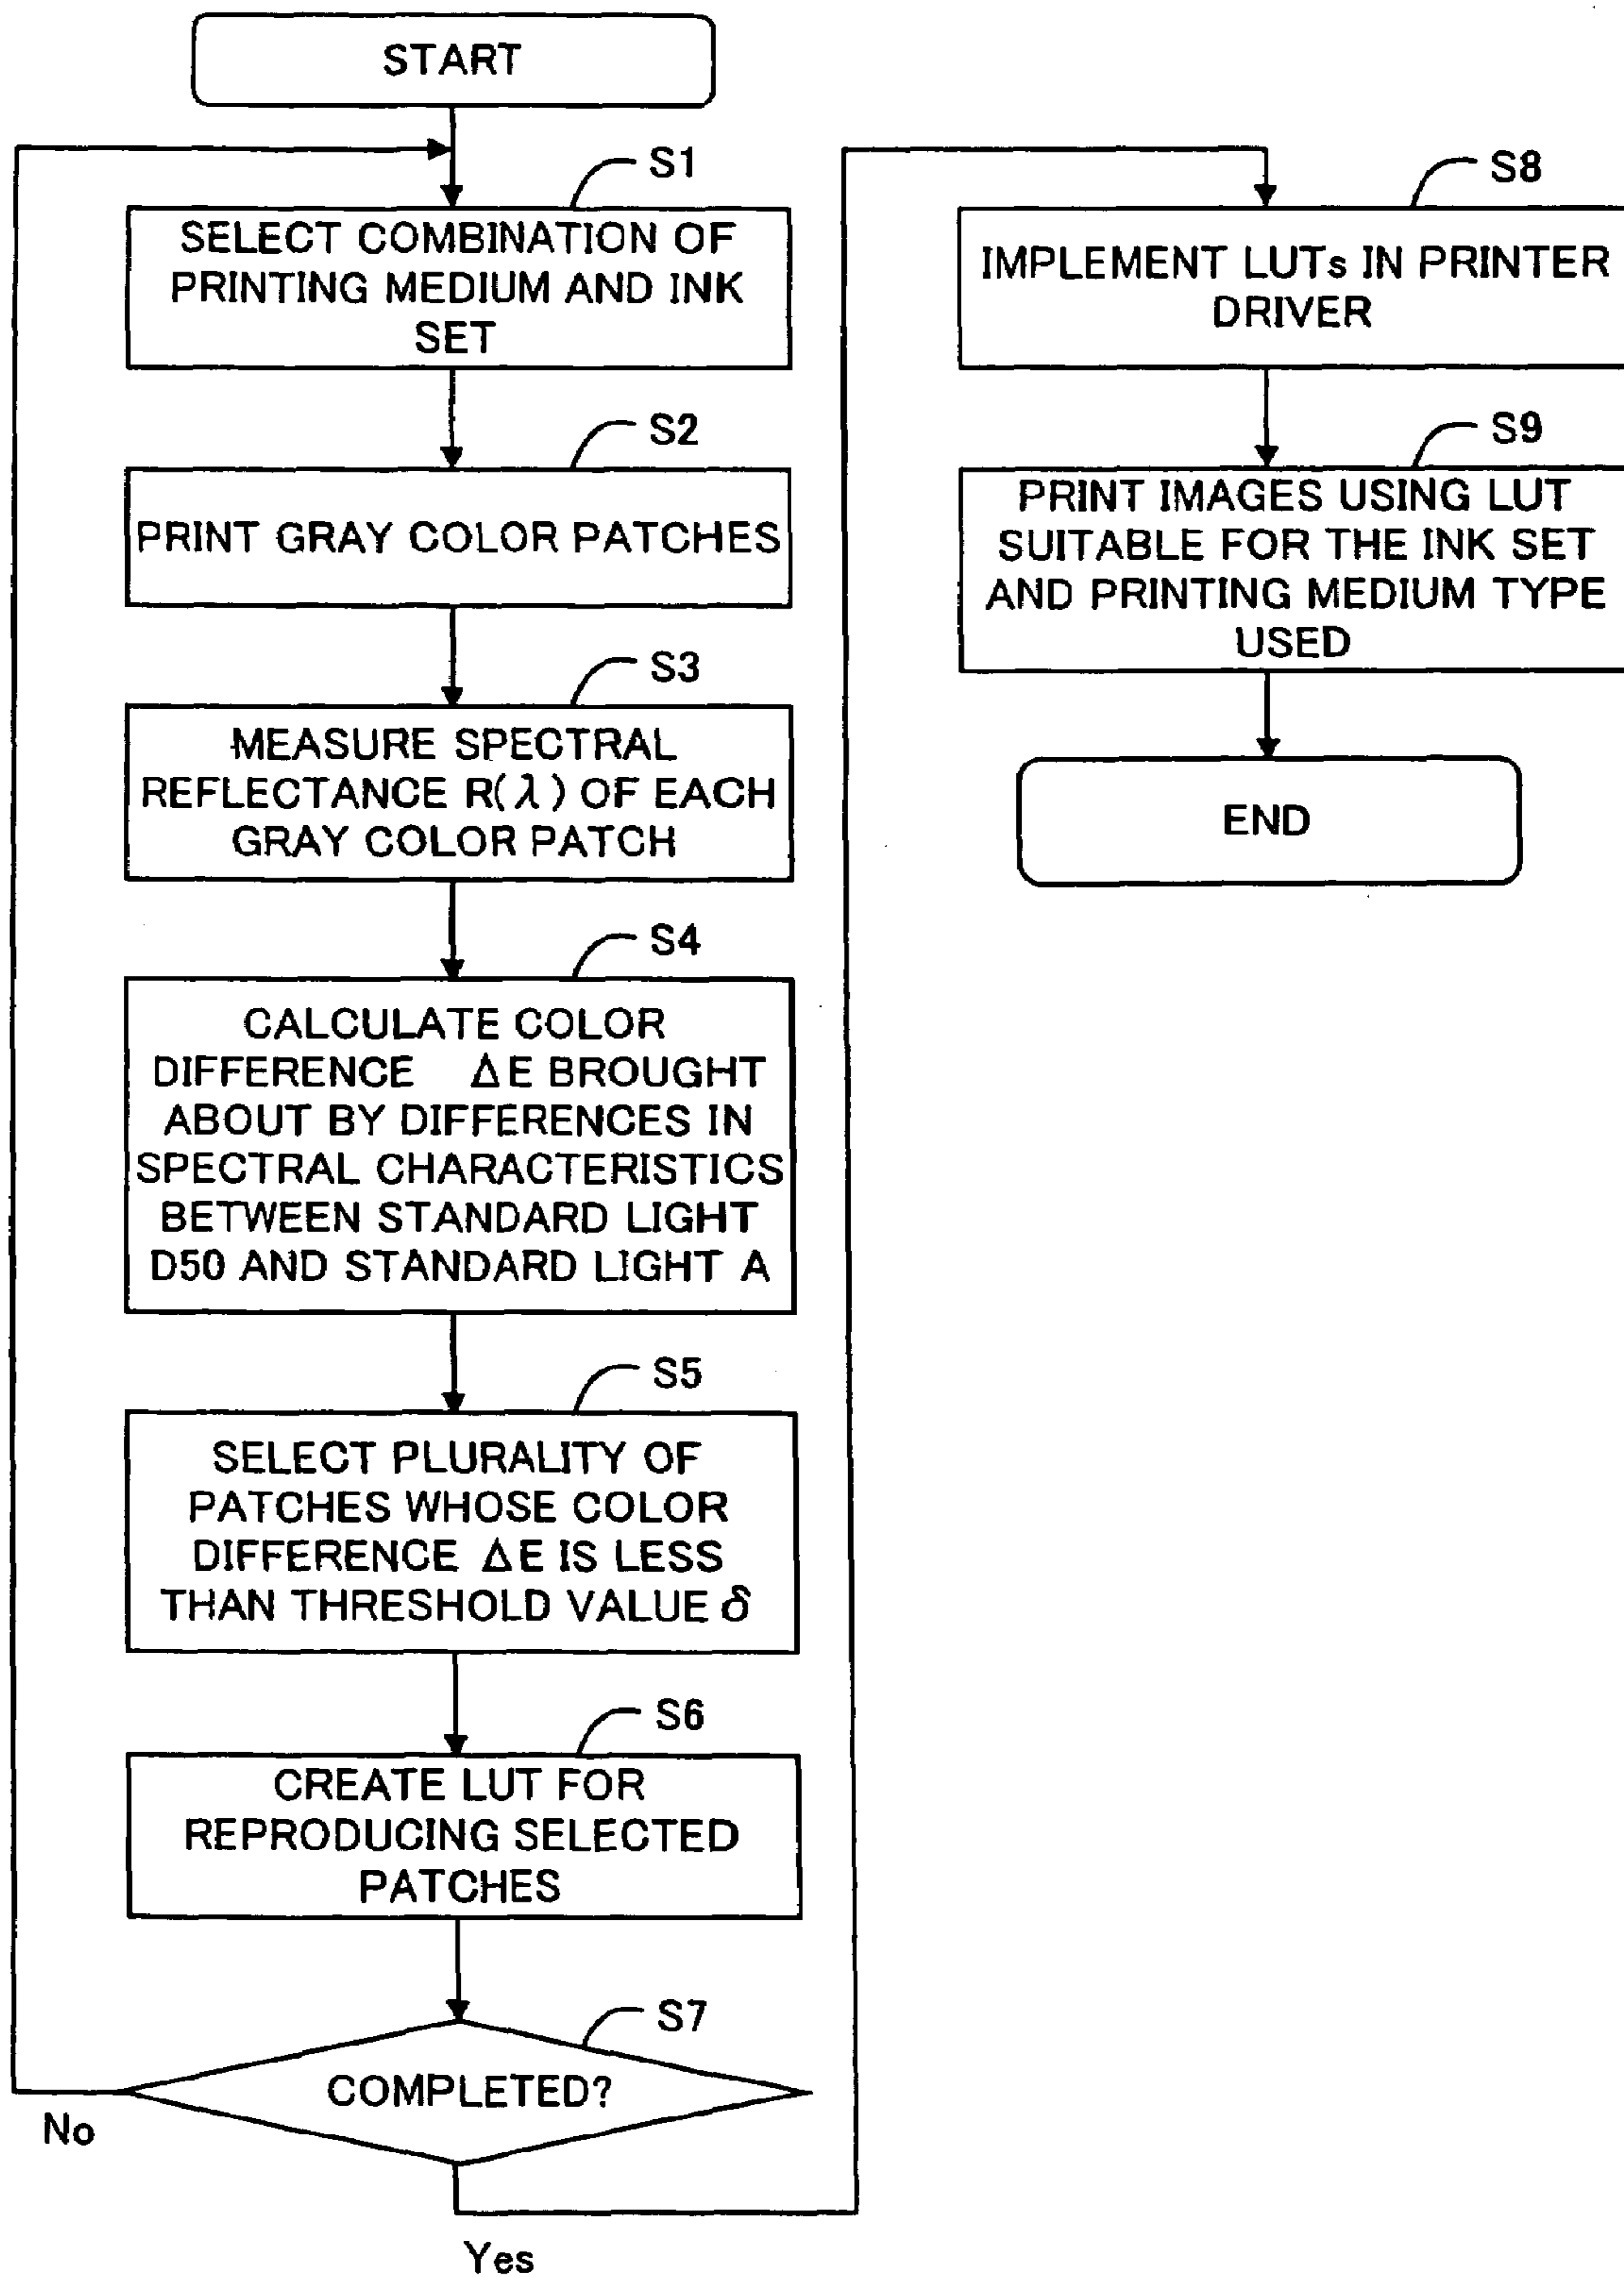 START
S1
SELECT COMBINATION OF
PRINTING MEDIUM AND INK
SET
S2
PRINT GRAY COLOR PATCHES
S3
MEASURE SPECTRAL
REFLECTANCE R(λ) OF EACH
GRAY COLOR PATCH
S4
CALCULATE COLOR
DIFFERENCE ΔE BROUGHT
ABOUT BY DIFFERENCES IN
SPECTRAL CHARACTERISTICS
BETWEEN STANDARD LIGHT
D50 AND STANDARD LIGHT A
S5
SELECT PLURALITY OF
PATCHES WHOSE COLOR
DIFFERENCE ΔE IS LESS
THAN THRESHOLD VALUE δ
S6
CREATE LUT FOR
REPRODUCING SELECTED
PATCHES
S7
COMPLETED?
No
Yes
S8
IMPLEMENT LUTs IN PRINTER
DRIVER
S9
PRINT IMAGES USING LUT
SUITABLE FOR THE INK SET
AND PRINTING MEDIUM TYPE
USED
END